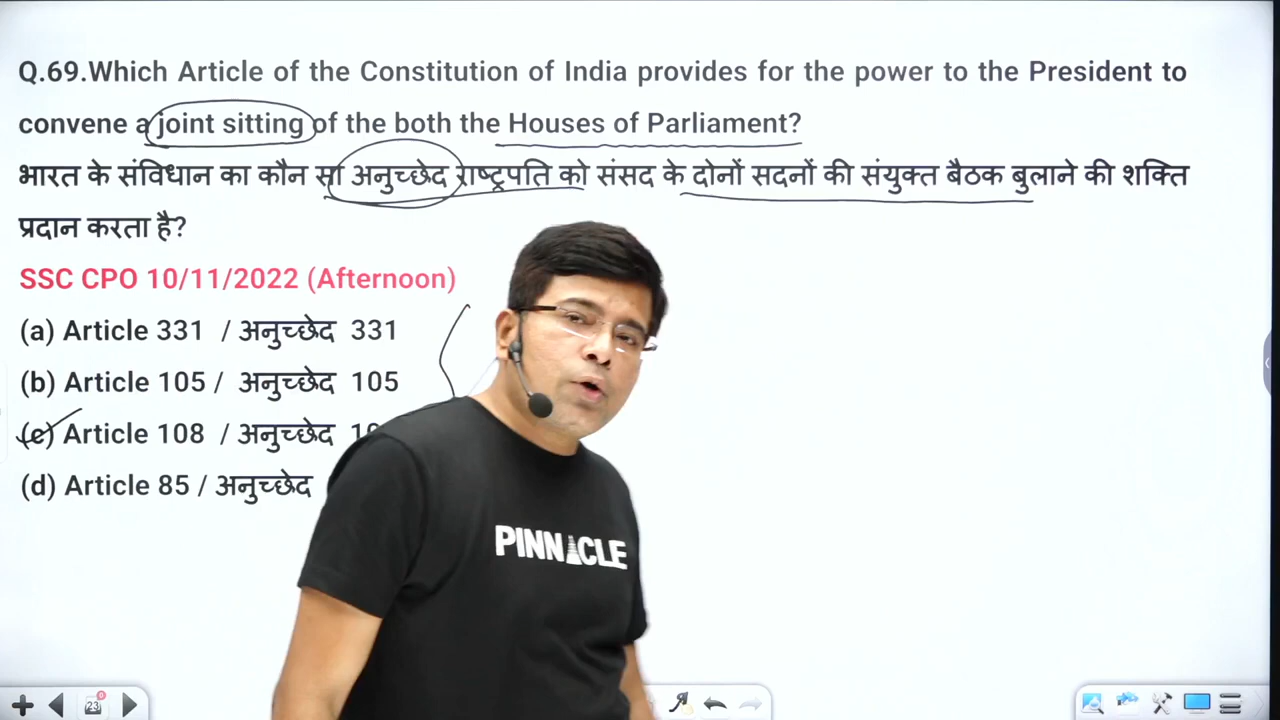 Q.69.Which Article of the Constitution of India provides for the power to the President to
convene a joint sitting of the both the Houses of Parliament?
भारत के संविधान का कौन सा अनुच्छेद राष्ट्रपति को संसद के दोनों सदनों की संयुक्त बैठक बुलाने की शक्ति
प्रदान करता है?
SSC CPO 10/11/2022 (Afternoon)
(a) Article 331 / अनुच्छेद 331
(b) Article 105 / अनुच्छेद 105
(c) Article 108 / अनुच्छेद
(d) Article 85 / अनुच्छेद
PINNACLE
23